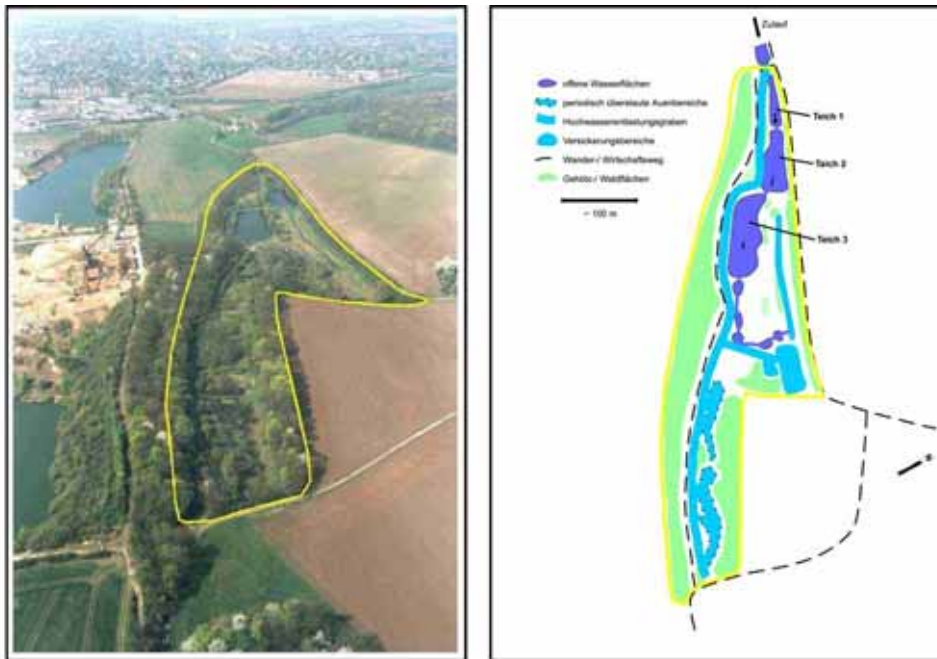 Zulauf
offene Wasserflächen
periodisch überstaute Auenbereiche
Hochwasserentlastungsgraben
Versickerungsbereiche
Wander-/ Wirtschaftsweg
Gehölz-/ Waldflächen
~ 100 m
Teich 1
Teich 2
Teich 3